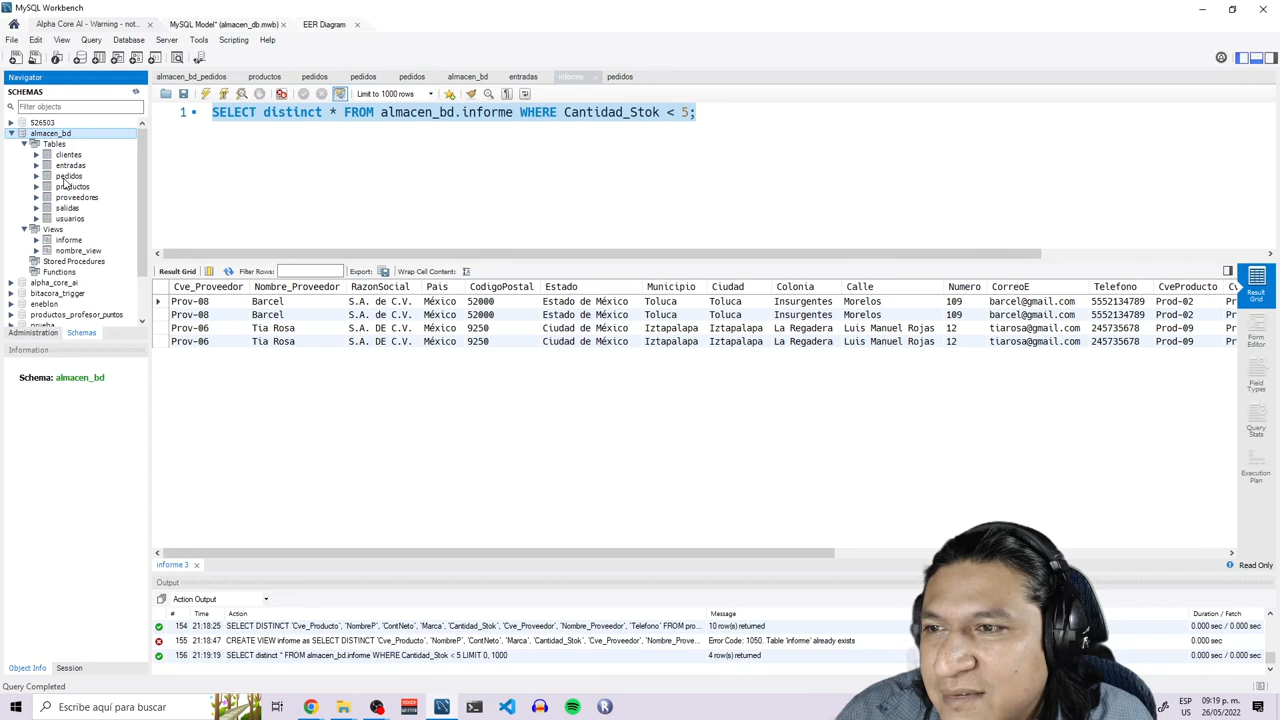 MySQL Workbench
Alpha Core AI - Warning - not... MySQL Model* (almacen_db.mwb) EER Diagram
File Edit View Query Database Server Tools Scripting Help
Navigator
SCHEMAS
Filter objects
526503
almacen_bd
Tables
clientes
entradas
pedidos
productos
proveedores
salidas
usuarios
Views
informe
nombre_view
Stored Procedures
Functions
alpha_core_ai
bitacora_trigger
eneblon
productos_profesor_puntos
prueba
Administration Schemas
Information
Schema: almacen_bd
Object Info Session
Query Completed
almacen_bd_pedidos productos pedidos pedidos pedidos almacen_bd entradas informe pedidos
Limit to 1000 rows
1 SELECT distinct * FROM almacen_bd.informe WHERE Cantidad_Stok < 5;
Result Grid Filter Rows: Export: Wrap Cell Content:
Cve_Proveedor Nombre_Proveedor RazonSocial Pais CodigoPostal Estado Municipio Ciudad Colonia Calle Numero CorreoE Telefono CveProducto
Prov-08 Barcel S.A. de C.V. México 52000 Estado de México Toluca Toluca Insurgentes Morelos 109 barcel@gmail.com 5552134789 Prod-02 Pr
Prov-08 Barcel S.A. de C.V. México 52000 Estado de México Toluca Toluca Insurgentes Morelos 109 barcel@gmail.com 5552134789 Prod-02 Pr
Prov-06 Tia Rosa S.A. DE C.V. México 9250 Ciudad de México Iztapalapa Iztapalapa La Regadera Luis Manuel Rojas 12 tiarosa@gmail.com 245735678 Prod-09 Pr
Prov-06 Tia Rosa S.A. DE C.V. México 9250 Ciudad de México Iztapalapa Iztapalapa La Regadera Luis Manuel Rojas 12 tiarosa@gmail.com 245735678 Prod-09 Pr
Result Grid
Form Editor
Field Types
Query Stats
Execution Plan
informe 3
Read Only
Output
Action Output
# Time Action Message Duration / Fetch
154 21:18:25 SELECT DISTINCT 'Cve_Producto', 'NombreP', 'ContNeto', 'Marca', 'Cantidad_Stok', 'Cve_Proveedor', 'Nombre_Proveedor', 'Telefono' FROM pro... 10 row(s) returned 0.000 sec / 0.000 sec
155 21:18:47 CREATE VIEW informe as SELECT DISTINCT 'Cve_Producto', 'NombreP', 'ContNeto', 'Marca', 'Cantidad_Stok', 'Cve_Proveedor', 'Nombre_Prove... Error Code: 1050. Table 'informe' already exists 0.000 sec
156 21:19:19 SELECT distinct * FROM almacen_bd.informe WHERE Cantidad_Stok < 5 LIMIT 0, 1000 4 row(s) returned 0.000 sec / 0.000 sec
Escribe aquí para buscar
ESP US
09:19 p. m.
26/05/2022